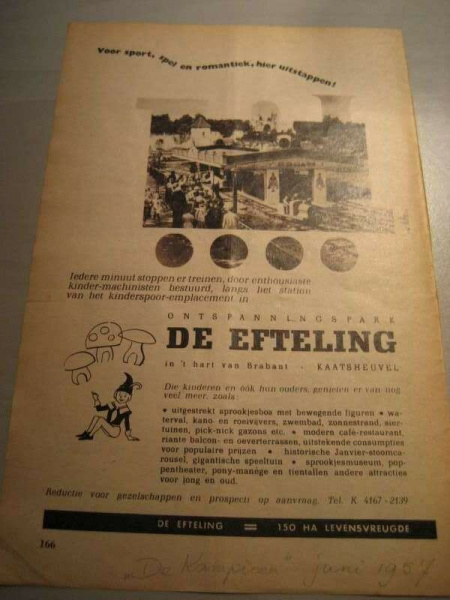 Voor sport, spel en romantiek, hier uitstappen!
Iedere minuut stoppen er treinen, door enthousiaste
kinder-machinisten bestuurd, langs het station
van het kinderspoor-emplacement in
ONTSPANNINGSPARK
DE EFTELING
in 't hart van Brabant - KAATSHEUVEL
Die kinderen en óók hun ouders, genieten er van nog
veel meer, zoals:
• uitgestrekt sprookjesbos met bewegende figuren • wa-
terval, kano- en roeivijvers, zwembad, zonnestrand, sier-
tuinen, pick-nick gazons etc. • modern café-restaurant,
riante balcon- en oeverterrassen, uitstekende consumpties
voor populaire prijzen • historische Janvier-stoomca-
rousel, gigantische speeltuin • sprookjesmuseum, pop-
pentheater, pony-manége en tientallen andere attracties
voor jong en oud.
Reductie voor gezelschappen en prospecti op aanvraag. Tel. K 4167-2139
DE EFTELING = 150 HA LEVENSVREUGDE
166
"De Kampioen" juni 1957